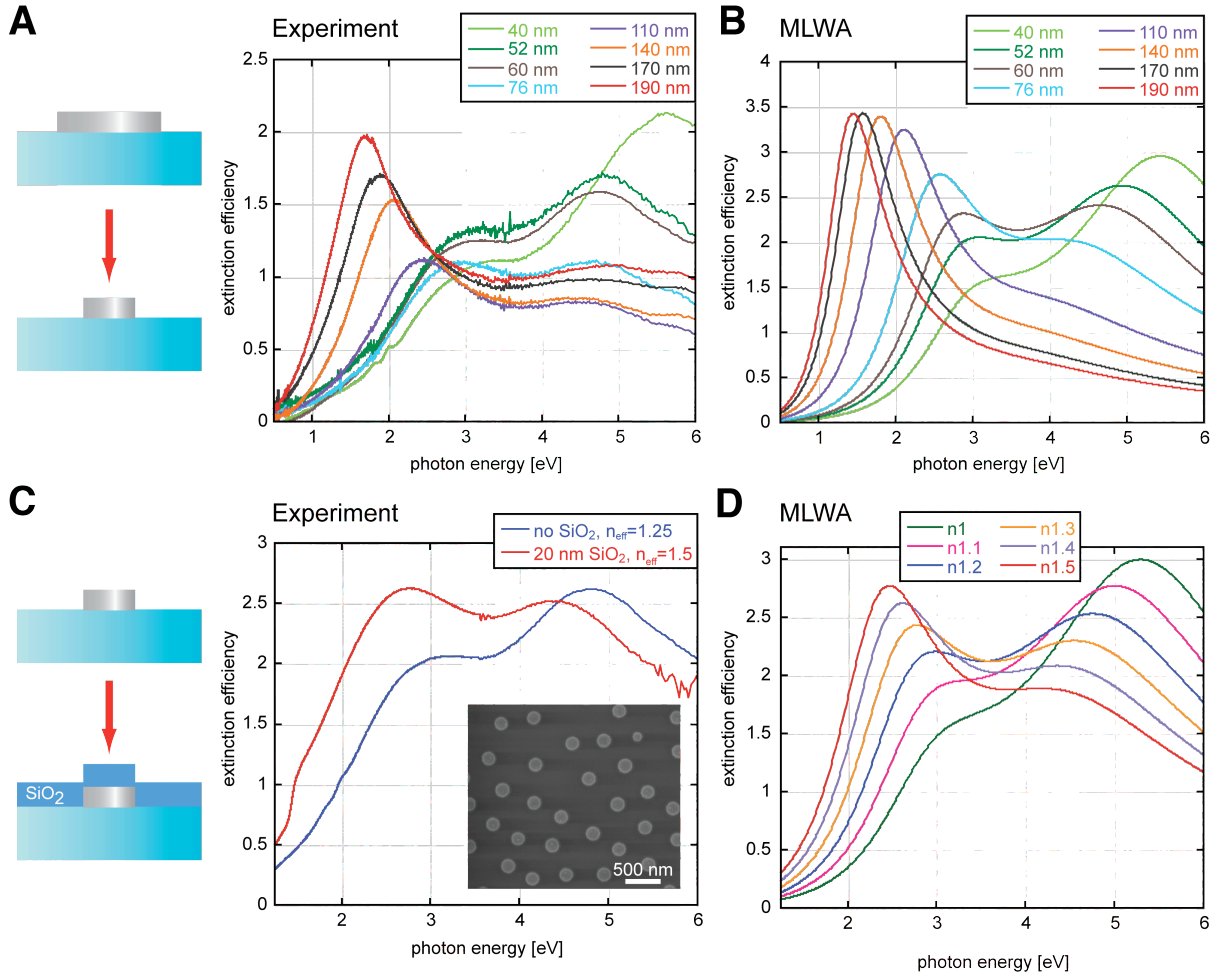 A
Experiment
40 nm
52 nm
60 nm
76 nm
110 nm
140 nm
170 nm
190 nm
2.5
2
1.5
1
0.5
0
extinction efficiency
1 2 3 4 5 6
photon energy [eV]
B
MLWA
40 nm
52 nm
60 nm
76 nm
110 nm
140 nm
170 nm
190 nm
4
3.5
3
2.5
2
1.5
1
0.5
0
extinction efficiency
1 2 3 4 5 6
photon energy [eV]
C
SiO2
Experiment
no SiO2, neff=1.25
20 nm SiO2, neff=1.5
3
2.5
2
1.5
1
0.5
0
extinction efficiency
500 nm
2 3 4 5 6
photon energy [eV]
D
MLWA
n1
n1.1
n1.2
n1.3
n1.4
n1.5
3
2.5
2
1.5
1
0.5
0
extinction efficiency
2 3 4 5 6
photon energy [eV]